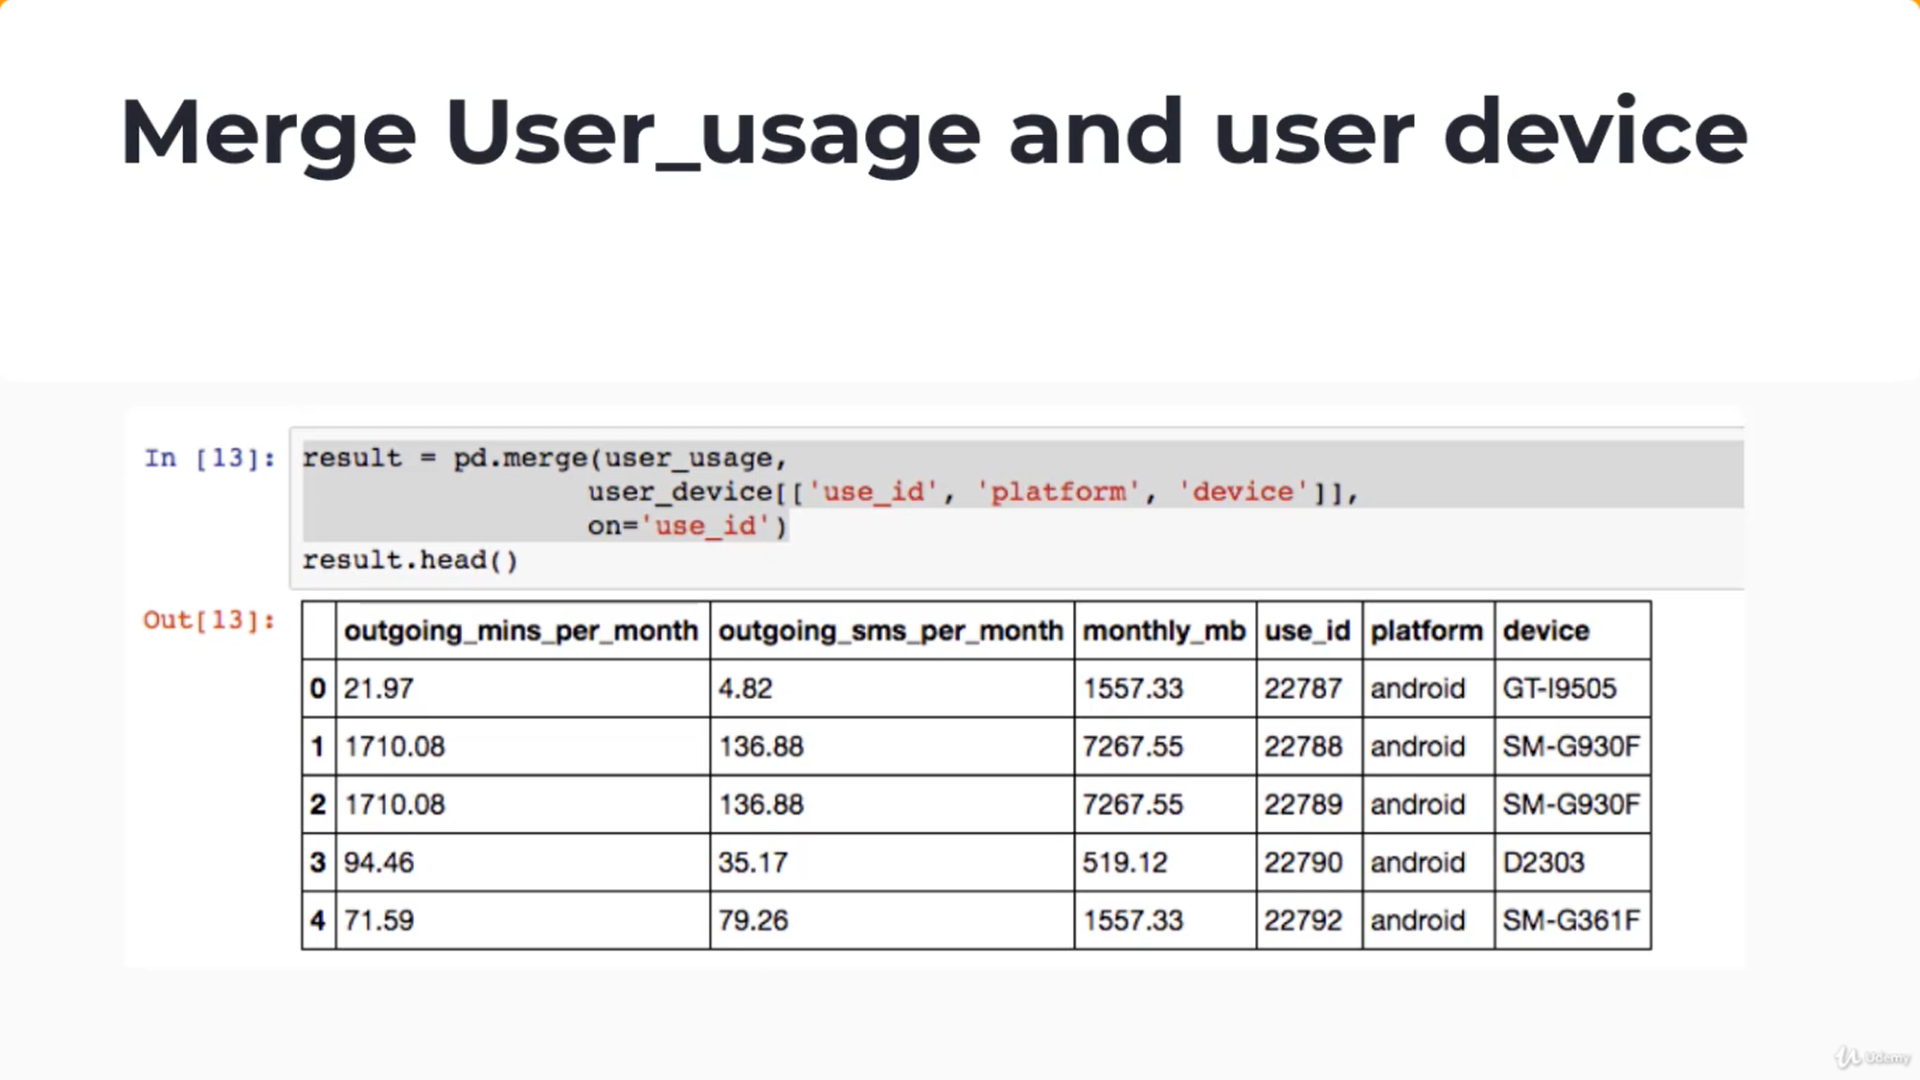 Merge User_usage and user device
In [13]: result = pd.merge(user_usage,
user_device[['use_id', 'platform', 'device']],
on='use_id')
result.head()
Out[13]:
outgoing_mins_per_month outgoing_sms_per_month monthly_mb use_id platform device
0 21.97 4.82 1557.33 22787 android GT-I9505
1 1710.08 136.88 7267.55 22788 android SM-G930F
2 1710.08 136.88 7267.55 22789 android SM-G930F
3 94.46 35.17 519.12 22790 android D2303
4 71.59 79.26 1557.33 22792 android SM-G361F
Udemy